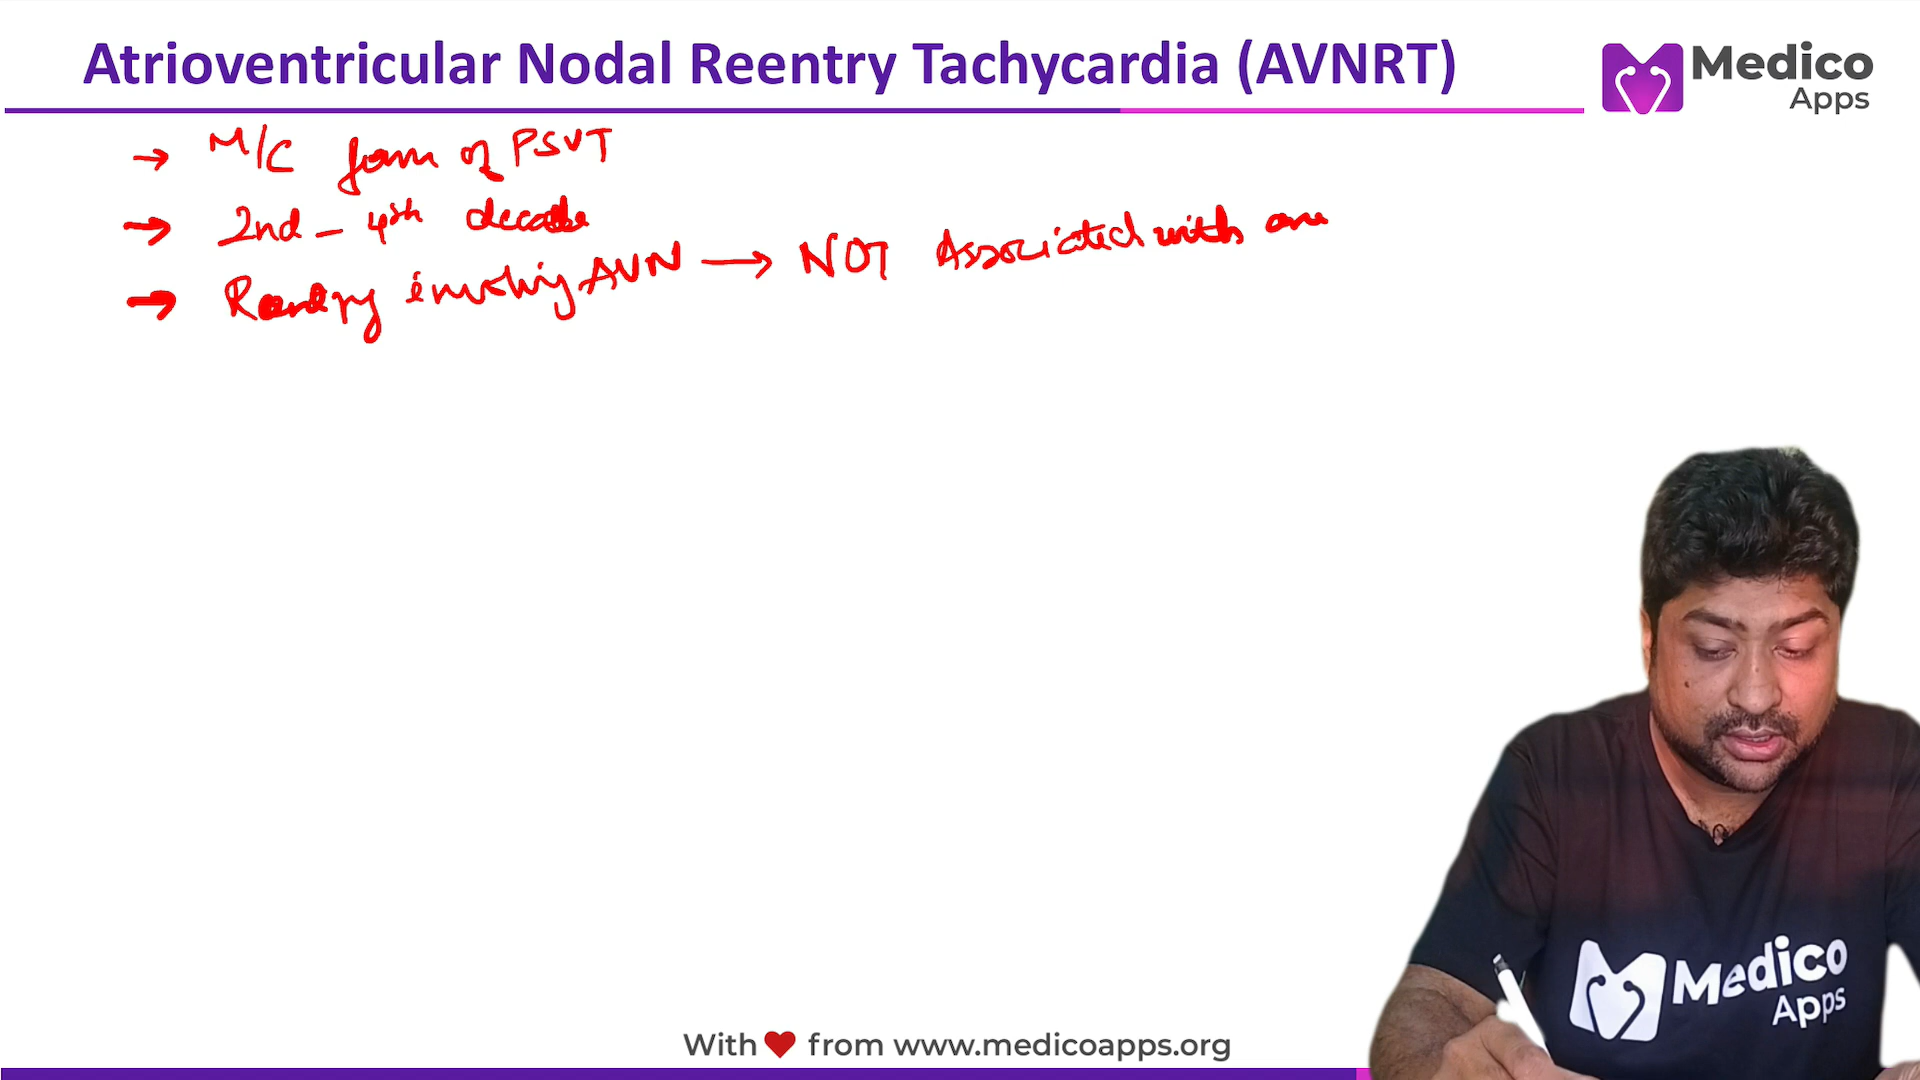 Atrioventricular Nodal Reentry Tachycardia (AVNRT)
Medico
Apps
→ M/C form of PSVT
→ 2nd - 4th decade
→ Reentry involving AVN → NOT Associated with
Medico
Apps
With ❤ from www.medicoapps.org